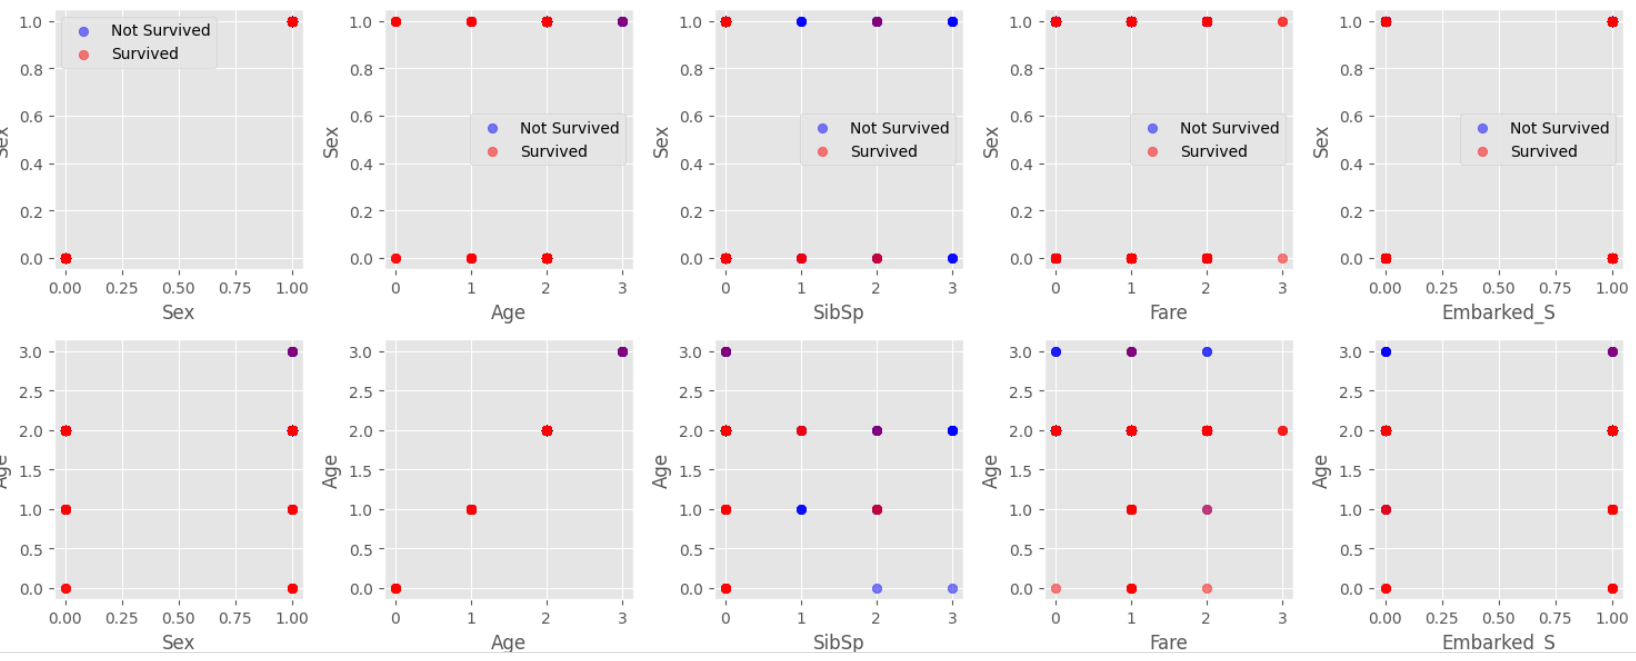 1.0
0.8
0.6
0.4
0.2
0.0
Sex
Not Survived
Survived
0.00 0.25 0.50 0.75 1.00
Sex
1.0
0.8
0.6
0.4
0.2
0.0
Sex
Not Survived
Survived
0 1 2 3
Age
1.0
0.8
0.6
0.4
0.2
0.0
Sex
Not Survived
Survived
0 1 2 3
SibSp
1.0
0.8
0.6
0.4
0.2
0.0
Sex
Not Survived
Survived
0 1 2 3
Fare
1.0
0.8
0.6
0.4
0.2
0.0
Sex
Not Survived
Survived
0.00 0.25 0.50 0.75 1.00
Embarked_S
3.0
2.5
2.0
1.5
1.0
0.5
0.0
Age
0.00 0.25 0.50 0.75 1.00
Sex
3.0
2.5
2.0
1.5
1.0
0.5
0.0
Age
0 1 2 3
Age
3.0
2.5
2.0
1.5
1.0
0.5
0.0
Age
0 1 2 3
SibSp
3.0
2.5
2.0
1.5
1.0
0.5
0.0
Age
0 1 2 3
Fare
3.0
2.5
2.0
1.5
1.0
0.5
0.0
Age
0.00 0.25 0.50 0.75 1.00
Embarked_S